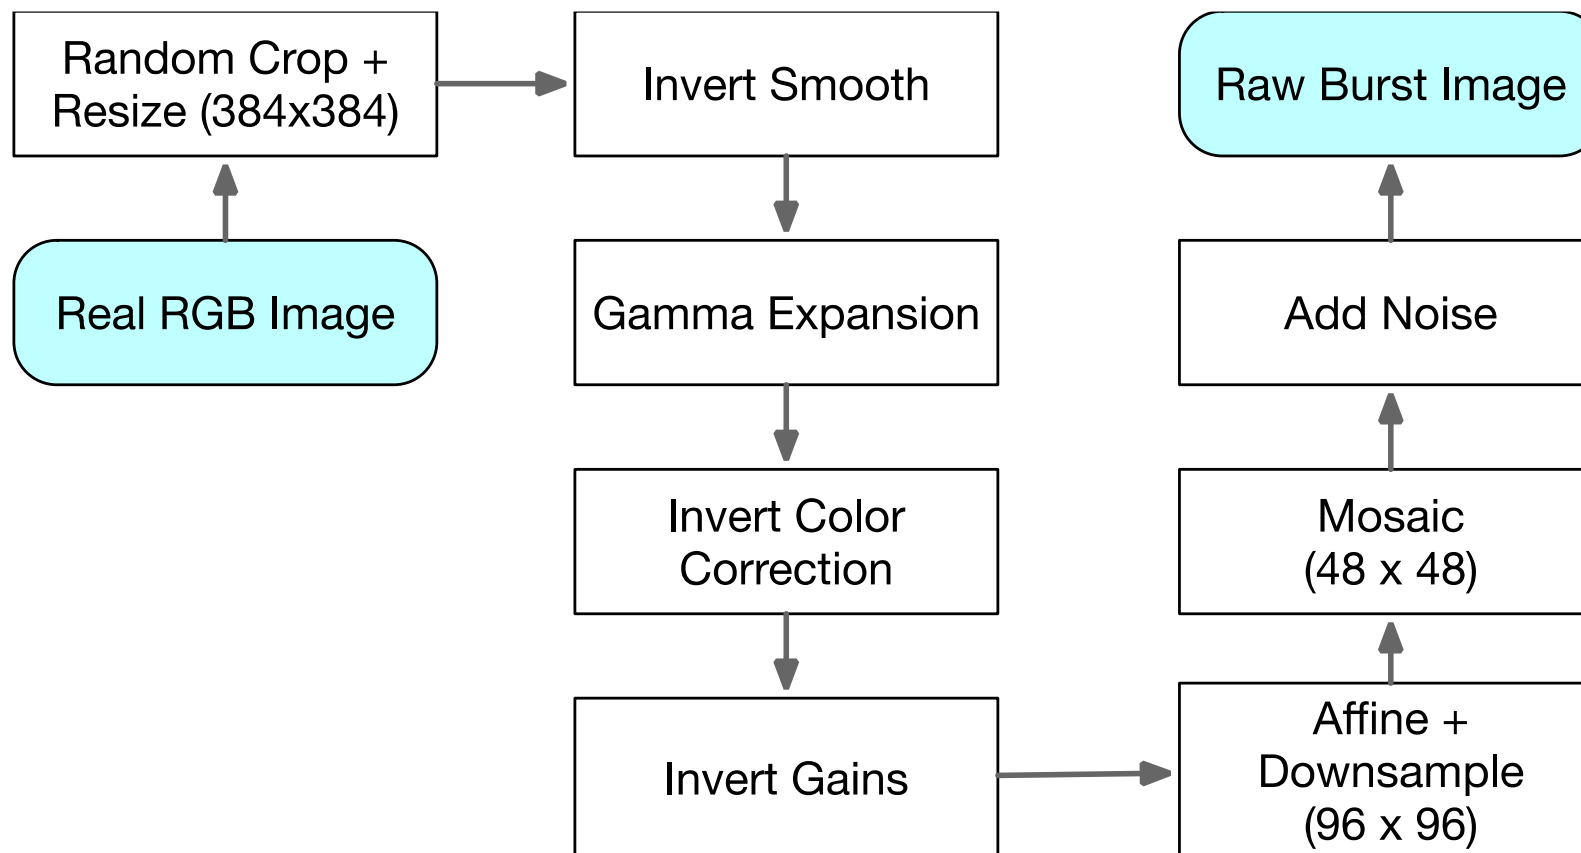 Random Crop +
Resize (384x384)
Real RGB Image
Invert Smooth
Gamma Expansion
Invert Color
Correction
Invert Gains
Affine +
Downsample
(96 x 96)
Mosaic
(48 x 48)
Add Noise
Raw Burst Image